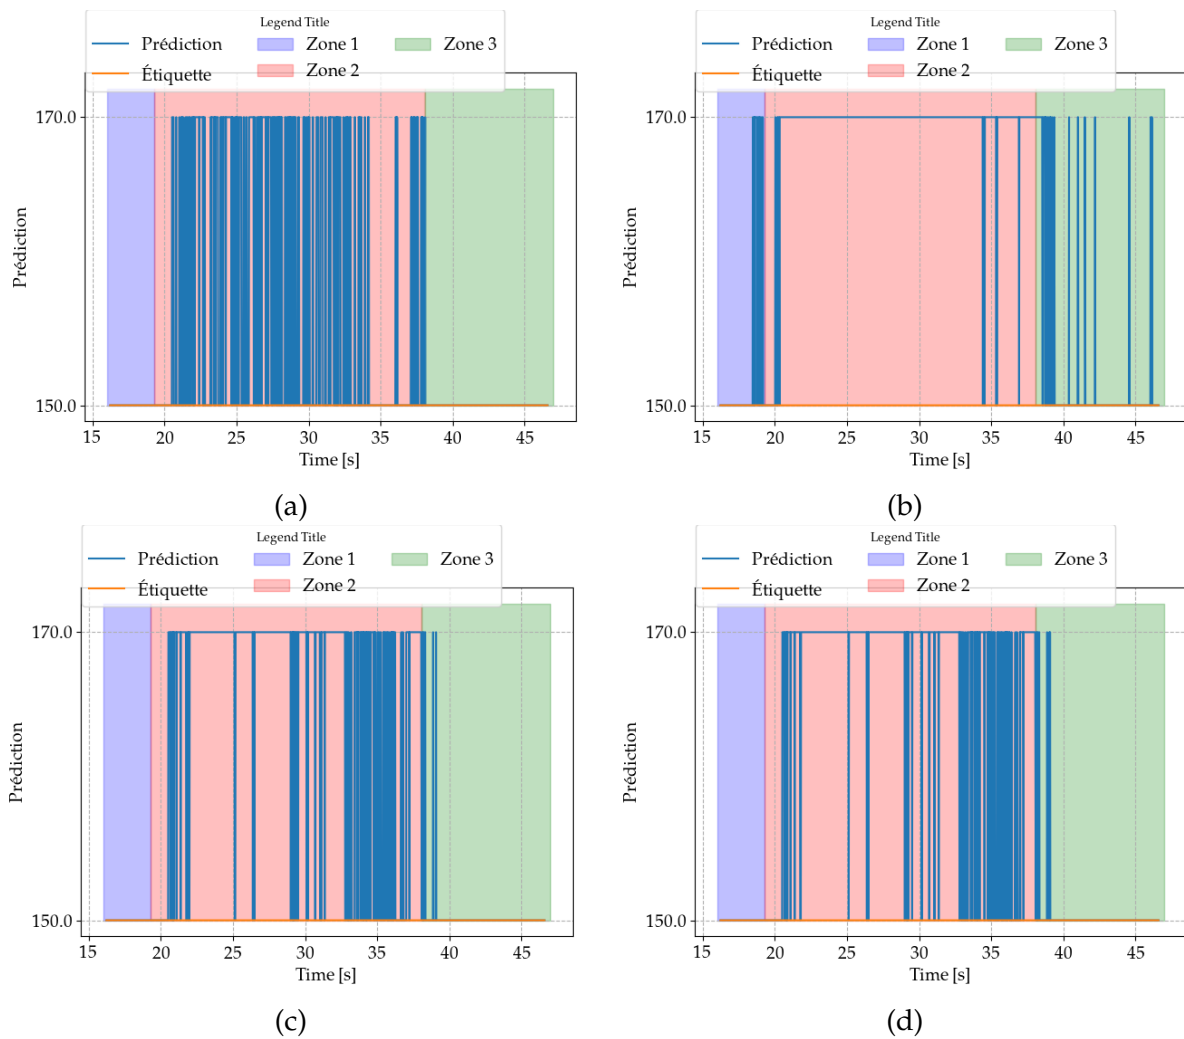 Legend Title
Prédiction
Zone 1
Zone 3
Étiquette
Zone 2
170.0
150.0
Prédiction
15 20 25 30 35 40 45
Time [s]
(a)
Legend Title
Prédiction
Zone 1
Zone 3
Étiquette
Zone 2
170.0
150.0
Prédiction
15 20 25 30 35 40 45
Time [s]
(b)
Legend Title
Prédiction
Zone 1
Zone 3
Étiquette
Zone 2
170.0
150.0
Prédiction
15 20 25 30 35 40 45
Time [s]
(c)
Legend Title
Prédiction
Zone 1
Zone 3
Étiquette
Zone 2
170.0
150.0
Prédiction
15 20 25 30 35 40 45
Time [s]
(d)